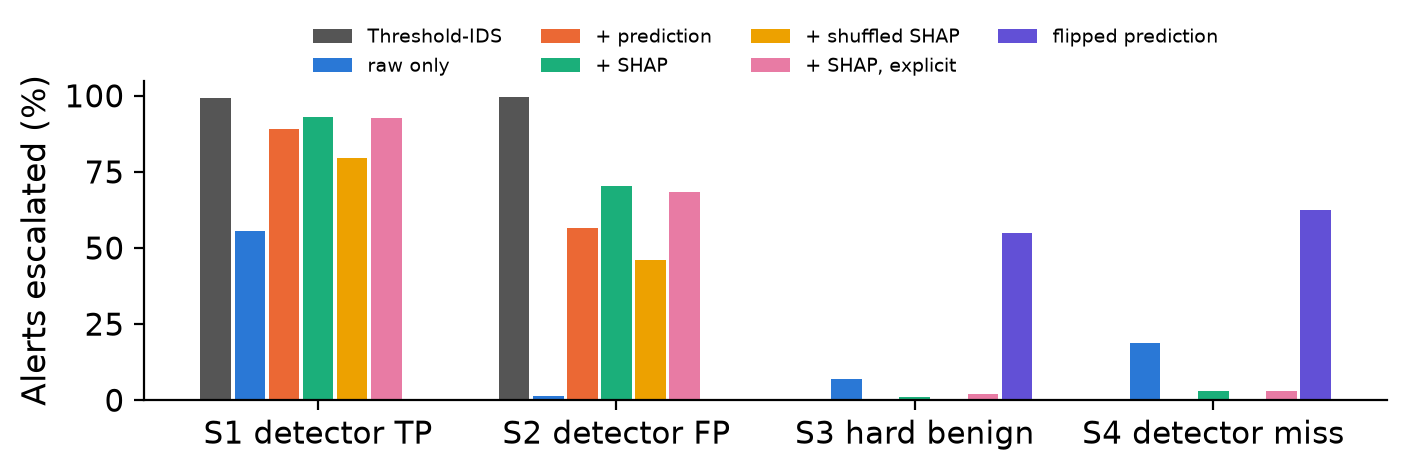 Threshold-IDS + prediction + shuffled SHAP flipped prediction
raw only + SHAP + SHAP, explicit
Alerts escalated (%)
100
75
50
25
0
S1 detector TP S2 detector FP S3 hard benign S4 detector miss